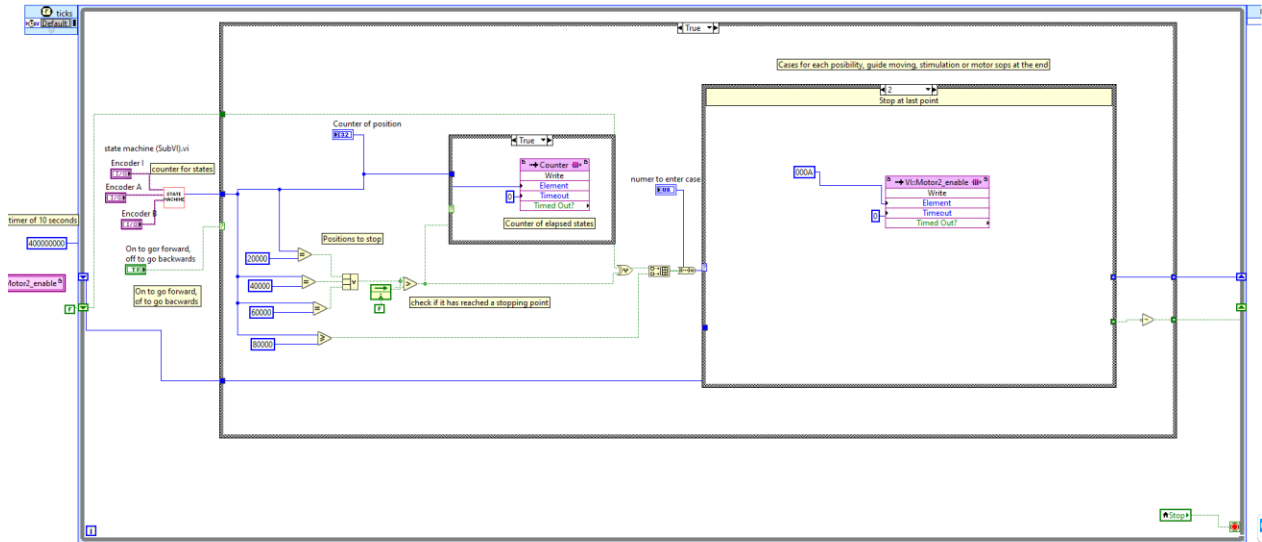 ticks
Default
True
Cases for each posibility, guide moving, stimulation or motor sops at the end
2
Stop at last point
Counter of position
I32
True
state machine (SubVI).vi
Encoder I
counter for states
Counter
Write
Element
0
Timeout
Timed Out?
000A
VI::Motor2_enable
Write
Element
0
Timeout
Timed Out?
numer to enter case
U8
Encoder A
STATE
MACHINE
Encoder B
Counter of elapsed states
timer of 10 seconds
400000000
On to gor forward,
off to go backwards
TF
Positions to stop
20000
40000
60000
80000
F
check if it has reached a stopping point
Motor2_enable
On to go forward,
of to go bacwards
F
Stop
i